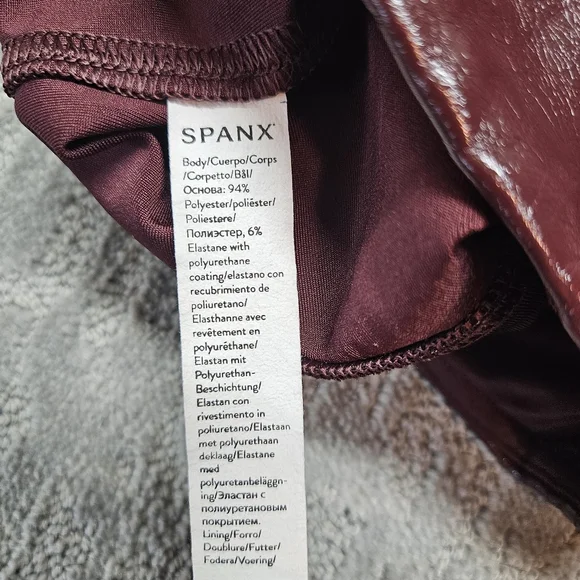 SPANX
Body/Cuerpo/Corps
/Corpetto/Bål/
Основа: 94%
Polyester/poliéster/
Poliestere/
Полиэстер, 6%
Elastane with
polyurethane
coating/elastano con
recubrimiento de
poliuretano/
Elasthanne avec
revêtement en
polyuréthane/
Elastan mit
Polyurethan-
Beschichtung/
Elastan con
rivestimento in
poliuretano/Elastaan
met polyurethaan
deklaag/Elastane
med
polyuretanbeläggn-
ing/Эластан с
полиуретановым
покрытием.
Lining/Forro/
Doublure/Futter/
Fodera/Voering/